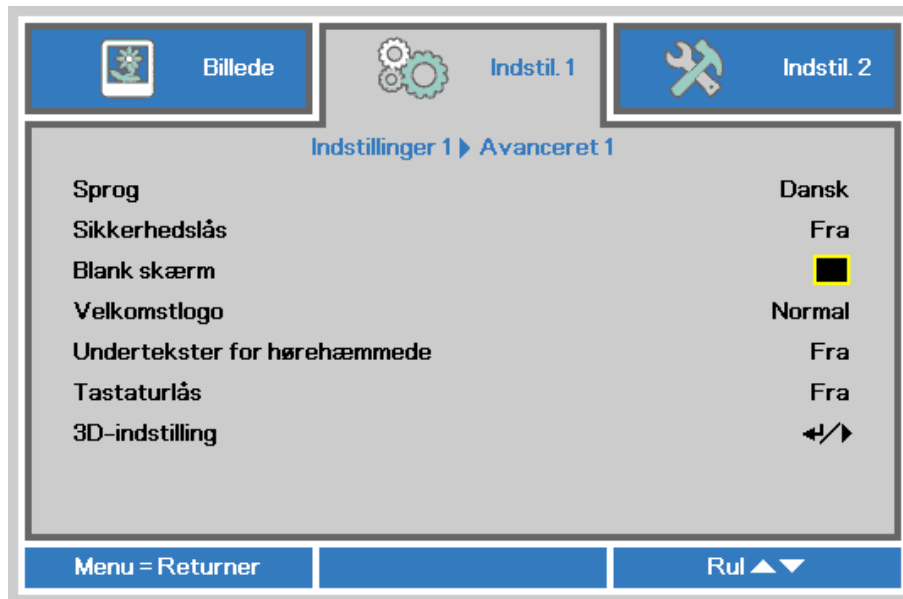 Billede
Indstil. 1
Indstil. 2
Indstillinger 1 ▶ Avanceret 1
Sprog Dansk
Sikkerhedslås Fra
Blank skærm
Velkomstlogo Normal
Undertekster for hørehæmmede Fra
Tastaturlås Fra
3D-indstilling ↵/▶
Menu = Returner
Rul ▲▼